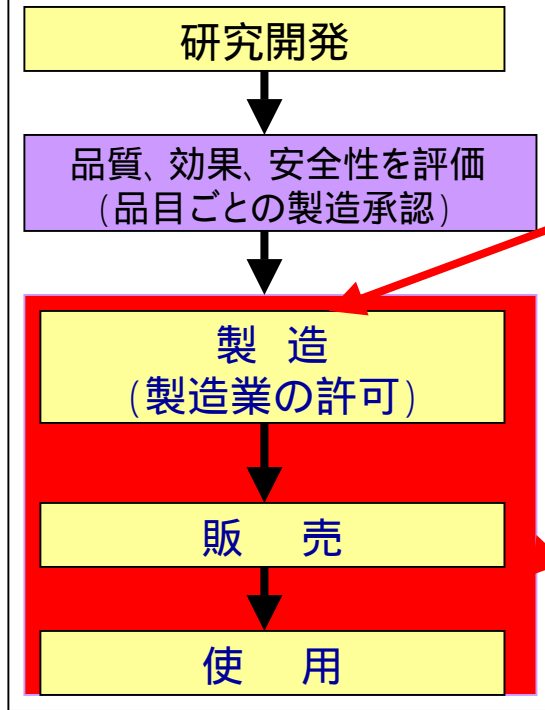 研究開発
品質、効果、安全性を評価
(品目ごとの製造承認)
製 造
(製造業の許可)
販 売
使 用